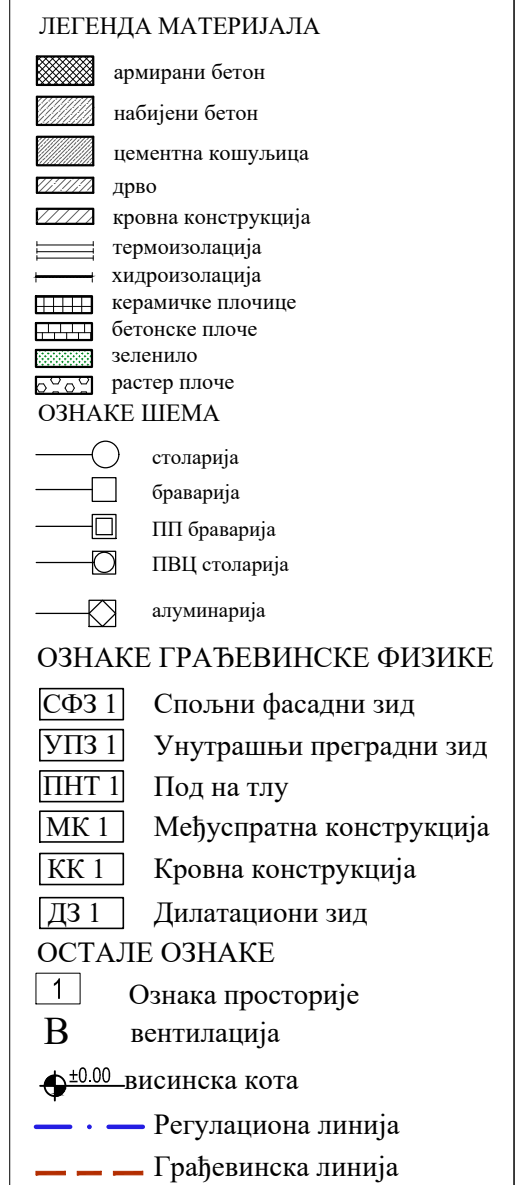 ЛЕГЕНДА МАТЕРИЈАЛА
армирани бетон
набијени бетон
цементна кошуљица
дрво
кровна конструкција
термоизолација
хидроизолација
керамичке плочице
бетонске плоче
зеленило
растер плоче
ОЗНАКЕ ШЕМА
столарија
браварија
ПП браварија
ПВЦ столарија
алуминарија
ОЗНАКЕ ГРАЂЕВИНСКЕ ФИЗИКЕ
СФЗ 1 Спољни фасадни зид
УПЗ 1 Унутрашњи преградни зид
ПНТ 1 Под на тлу
МК 1 Међуспратна конструкција
КК 1 Кровна конструкција
ДЗ 1 Дилатациони зид
ОСТАЛЕ ОЗНАКЕ
1 Ознака просторије
В вентилација
±0.00 висинска кота
Регулациона линија
Грађевинска линија